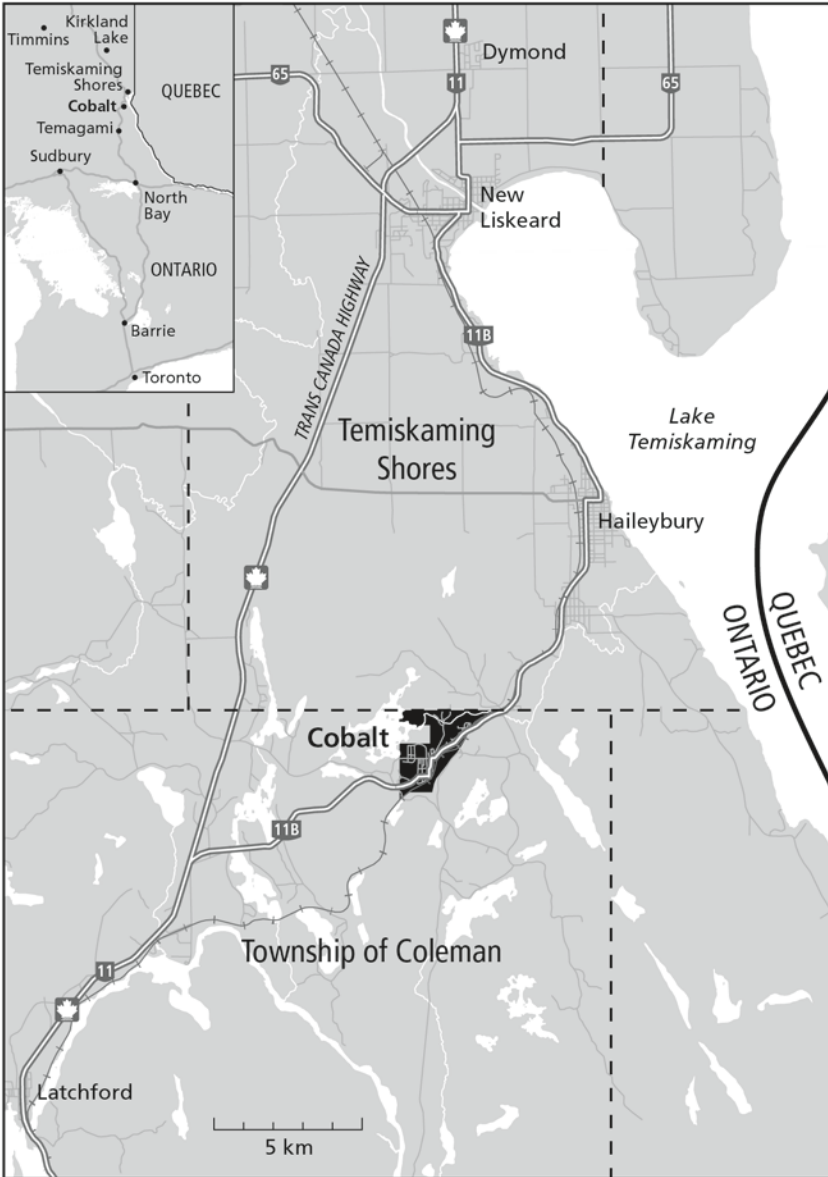 Timmins
Kirkland
Lake
Temiskaming
Shores
QUEBEC
Cobalt
Temagami
Sudbury
North
Bay
ONTARIO
Barrie
Toronto
65
11
Dymond
65
New
Liskeard
TRANS CANADA HIGHWAY
11B
Temiskaming
Shores
Lake
Temiskaming
Haileybury
QUEBEC
ONTARIO
Cobalt
11B
Township of Coleman
11
Latchford
5 km